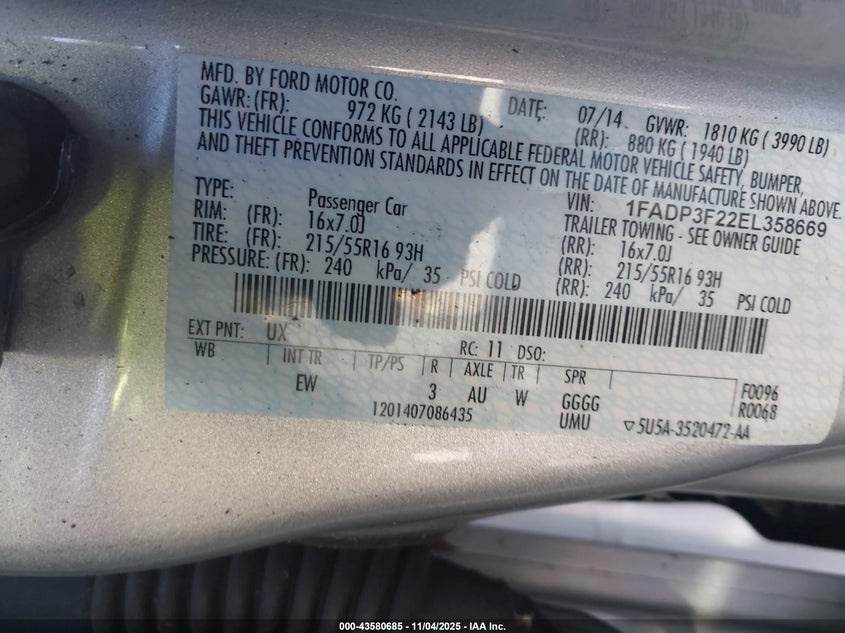 MFD. BY FORD MOTOR CO. DATE: 07/14 GVWR: 1810 KG ( 3990 LB)
GAWR: (FR): 972 KG ( 2143 LB) (RR): 880 KG ( 1940 LB)
THIS VEHICLE CONFORMS TO ALL APPLICABLE FEDERAL MOTOR VEHICLE SAFETY, BUMPER,
AND THEFT PREVENTION STANDARDS IN EFFECT ON THE DATE OF MANUFACTURE SHOWN ABOVE.
VIN: 1FADP3F22EL358669
TYPE: Passenger Car TRAILER TOWING - SEE OWNER GUIDE
RIM: (FR): 16x7.0J (RR): 16x7.0J
TIRE: (FR): 215/55R16 93H (RR): 215/55R16 93H
PRESSURE: (FR): 240 kPa/ 35 PSI COLD (RR): 240 kPa/ 35 PSI COLD
EXT PNT: UX RC: 11 DSO:
WB INT TR TP/PS R AXLE TR SPR F0096
EW 3 AU W GGGG R0068
1201407086435 UMU ▽5U5A-3520472-AA
000-43580685 - 11/04/2025 - IAA Inc.